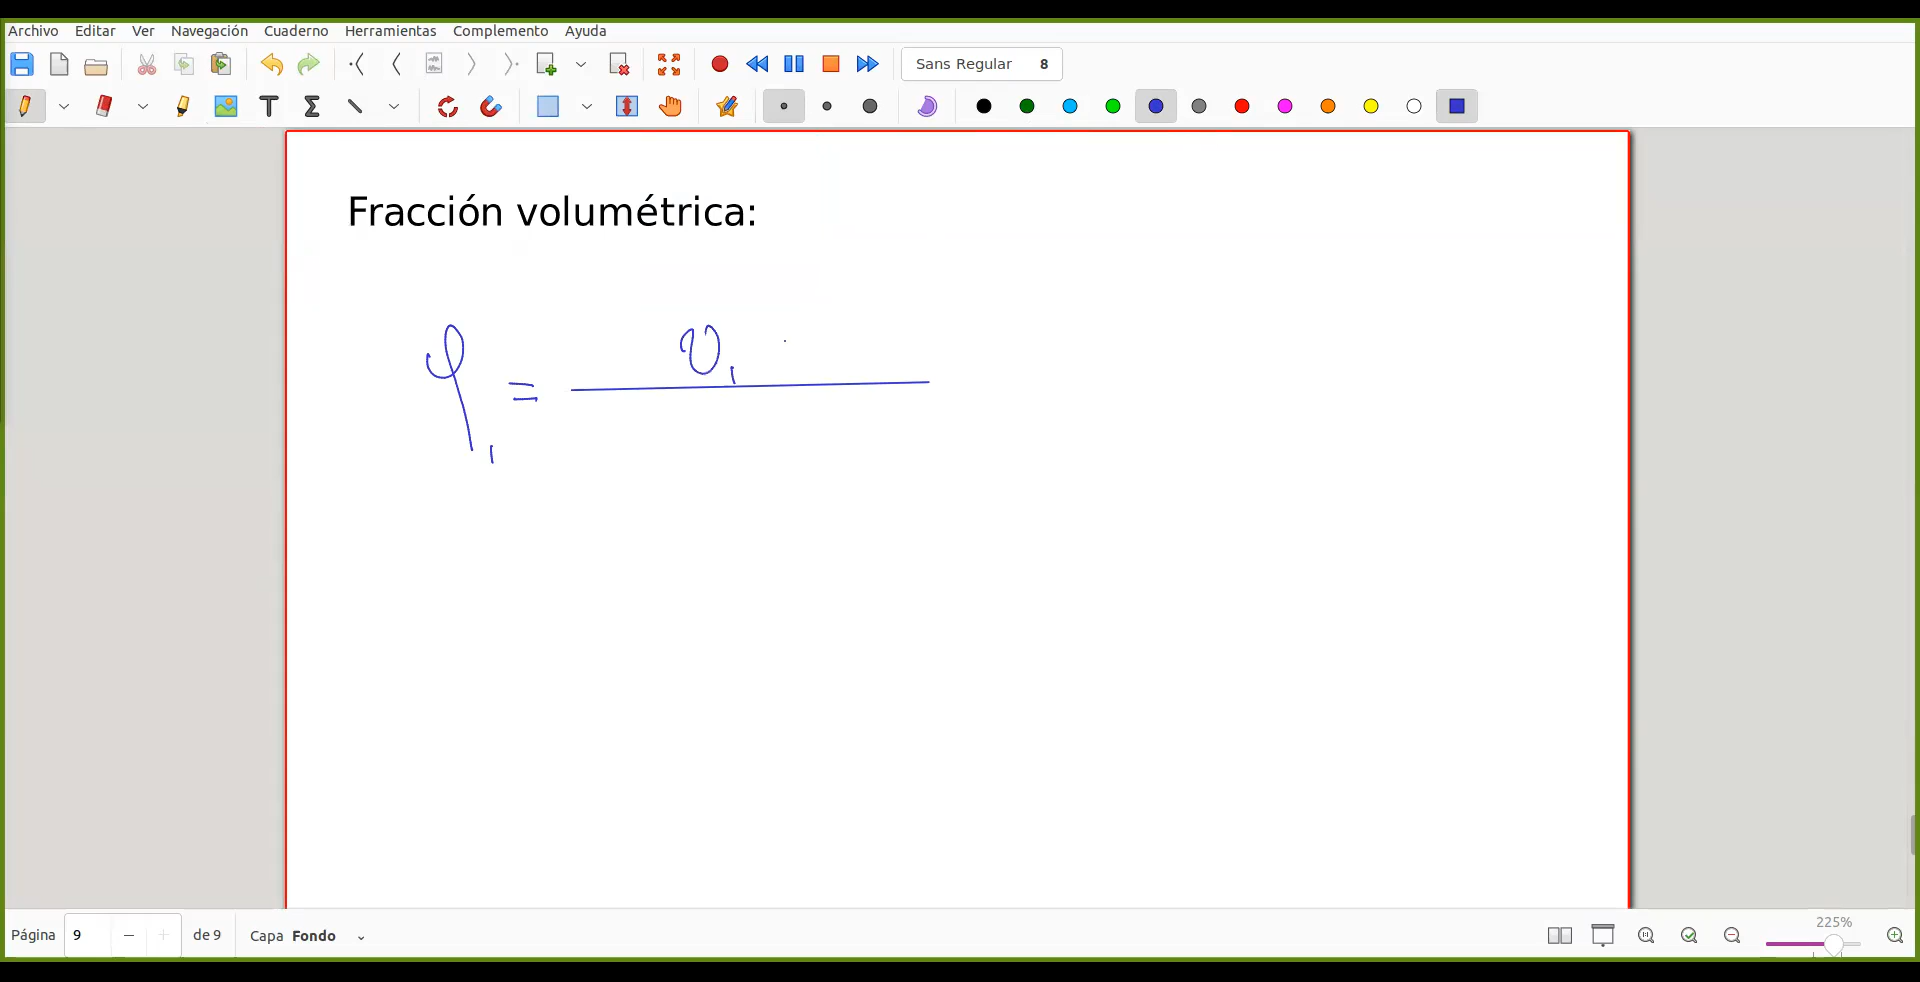 Archivo Editar Ver Navegación Cuaderno Herramientas Complemento Ayuda
Sans Regular 8
Fracción volumétrica:
φ₁ = v₁
Página 9 de 9 Capa Fondo
225%